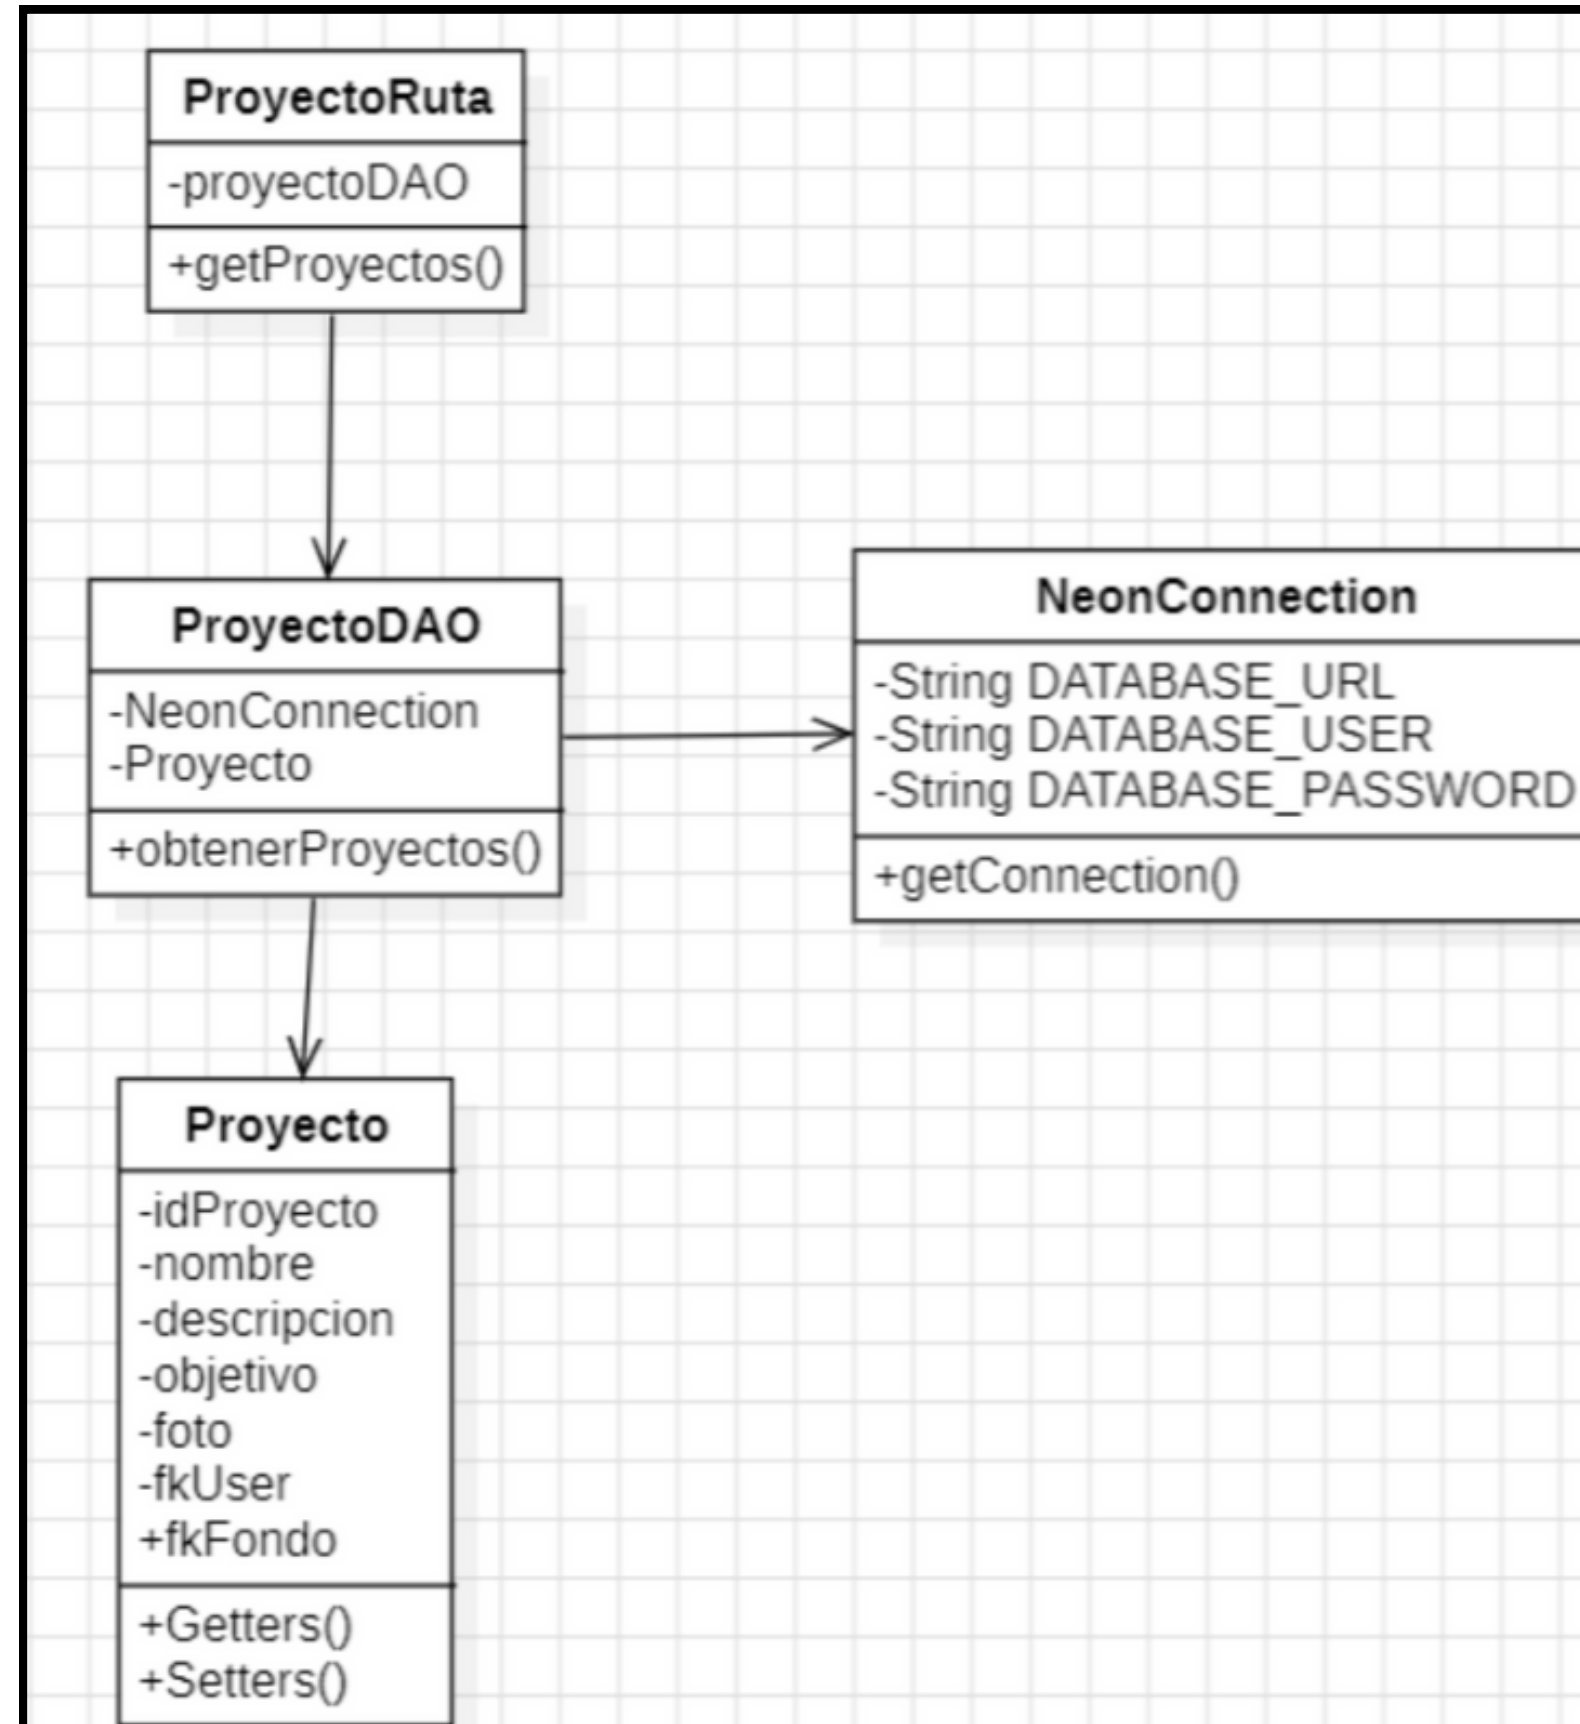 ProyectoRuta
-proyectoDAO
+getProyectos()
ProyectoDAO
-NeonConnection
-Proyecto
+obtenerProyectos()
NeonConnection
-String DATABASE_URL
-String DATABASE_USER
-String DATABASE_PASSWORD
+getConnection()
Proyecto
-idProyecto
-nombre
-descripcion
-objetivo
-foto
-fkUser
+fkFondo
+Getters()
+Setters()